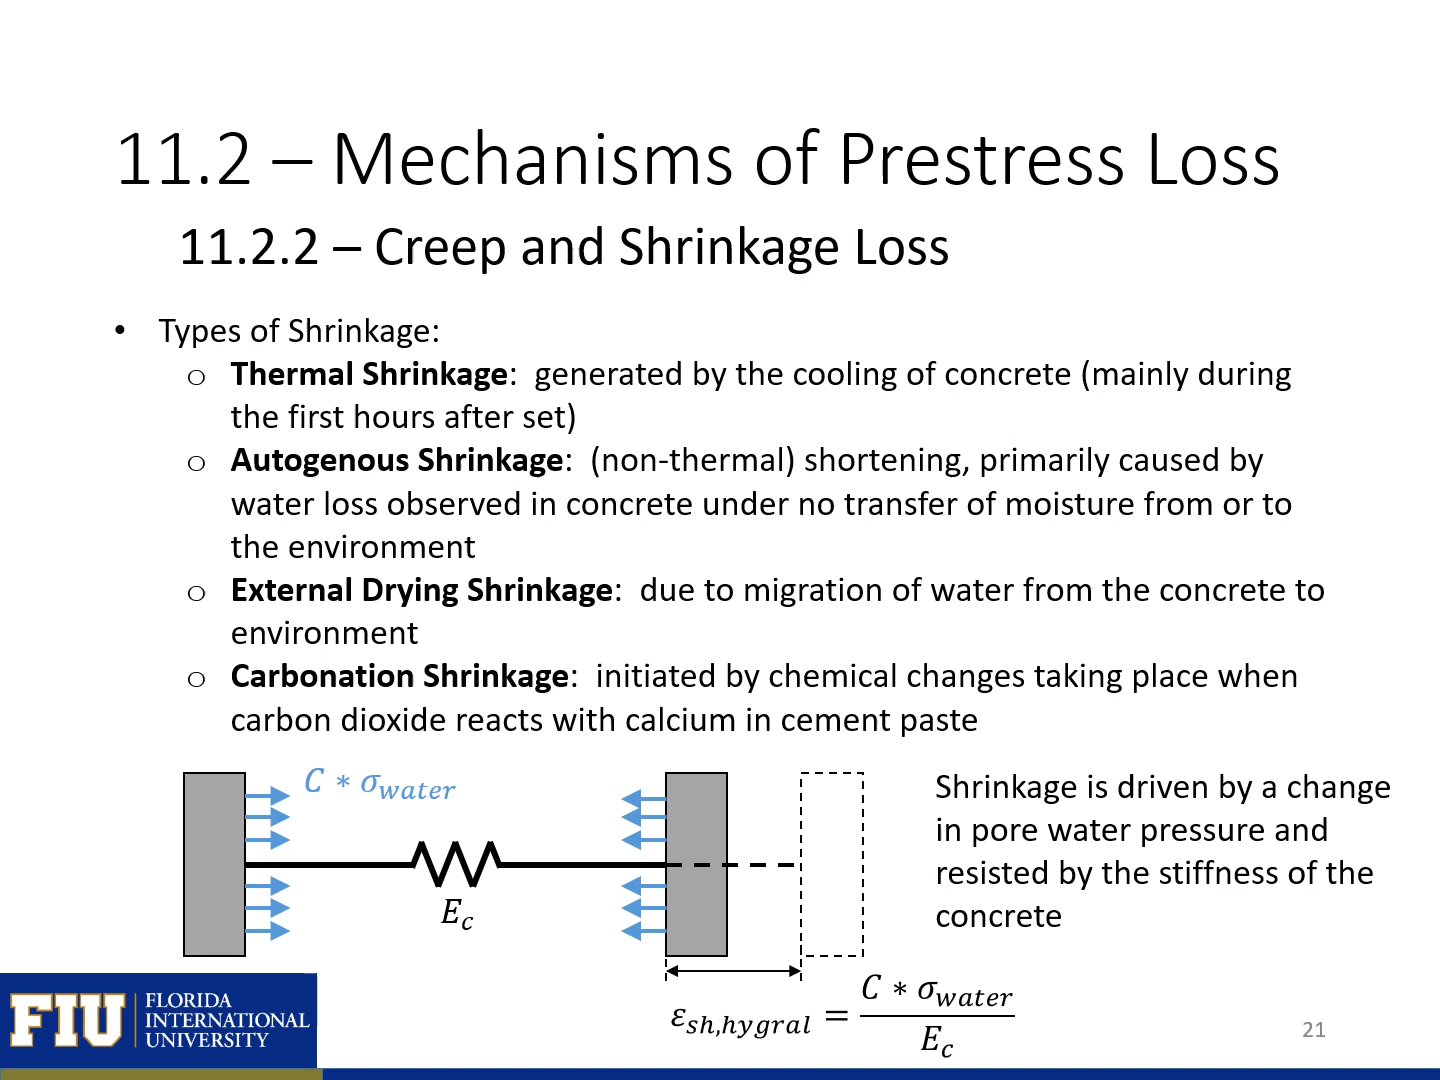 11.2 – Mechanisms of Prestress Loss
11.2.2 – Creep and Shrinkage Loss
• Types of Shrinkage:
o Thermal Shrinkage: generated by the cooling of concrete (mainly during
the first hours after set)
o Autogenous Shrinkage: (non-thermal) shortening, primarily caused by
water loss observed in concrete under no transfer of moisture from or to
the environment
o External Drying Shrinkage: due to migration of water from the concrete to
environment
o Carbonation Shrinkage: initiated by chemical changes taking place when
carbon dioxide reacts with calcium in cement paste
C ∗ σ_water
E_c
Shrinkage is driven by a change
in pore water pressure and
resisted by the stiffness of the
concrete
ε_sh,hygral = (C ∗ σ_water) / E_c
FIU
FLORIDA
INTERNATIONAL
UNIVERSITY
21